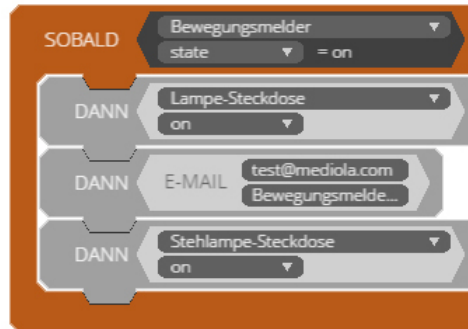 Bewegungsmelder
SOBALD
state = on
Lampe-Steckdose
DANN
on
test@mediola.com
DANN E-MAIL
Bewegungsmelde...
Stehlampe-Steckdose
DANN
on